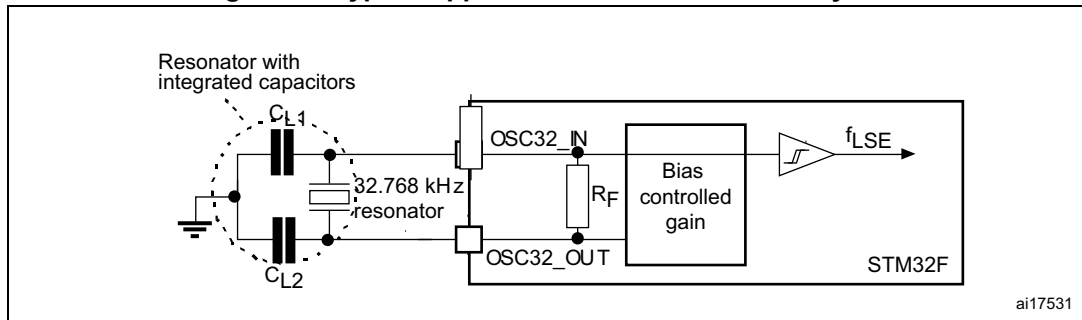 Resonator with
integrated capacitors
CL1
OSC32_IN
fLSE
32.768 kHz
resonator
RF
Bias
controlled
gain
OSC32_OUT
STM32F
CL2
ai17531